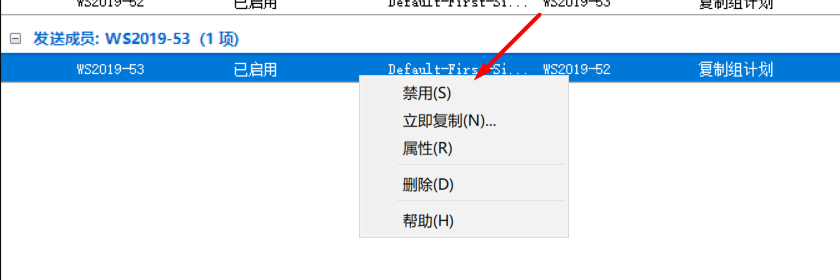 WS2019-52 已启用 Default-First-Si... WS2019-53 复制组计划
发送成员: WS2019-53 (1 项)
WS2019-53 已启用 Default-First-Si... WS2019-52 复制组计划
禁用(S)
立即复制(N)...
属性(R)
删除(D)
帮助(H)